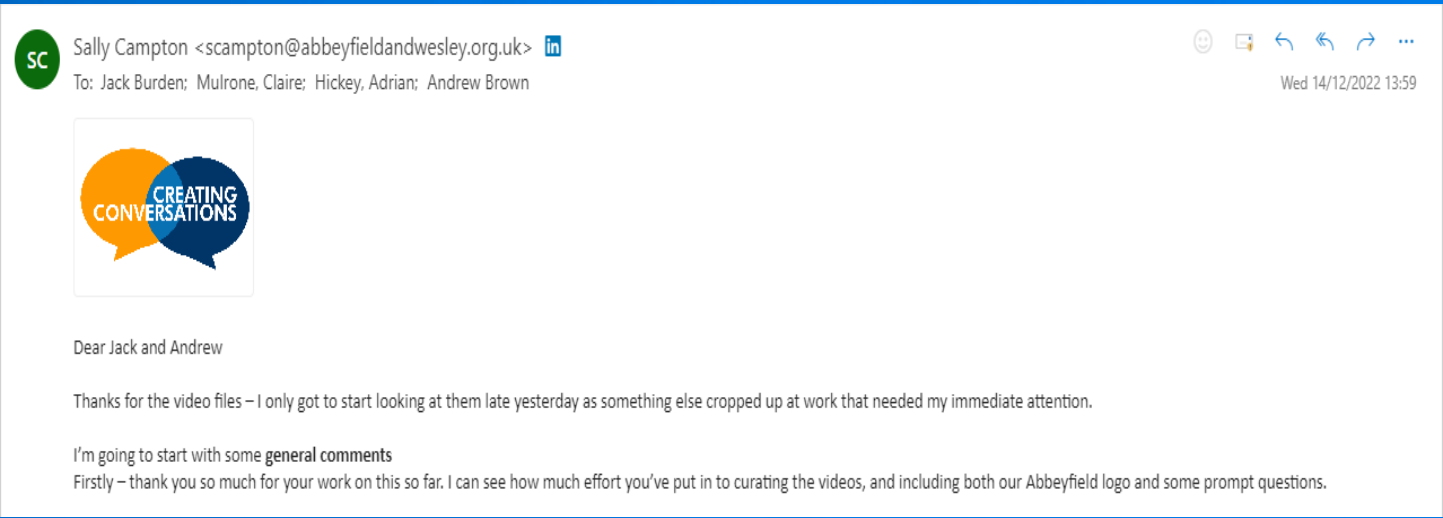 SC
Sally Campton <scampton@abbeyfieldandwesley.org.uk> in
To: Jack Burden; Mulrone, Claire; Hickey, Adrian; Andrew Brown
Wed 14/12/2022 13:59
CREATING
CONVERSATIONS
Dear Jack and Andrew
Thanks for the video files – I only got to start looking at them late yesterday as something else cropped up at work that needed my immediate attention.
I'm going to start with some general comments
Firstly – thank you so much for your work on this so far. I can see how much effort you've put in to curating the videos, and including both our Abbeyfield logo and some prompt questions.